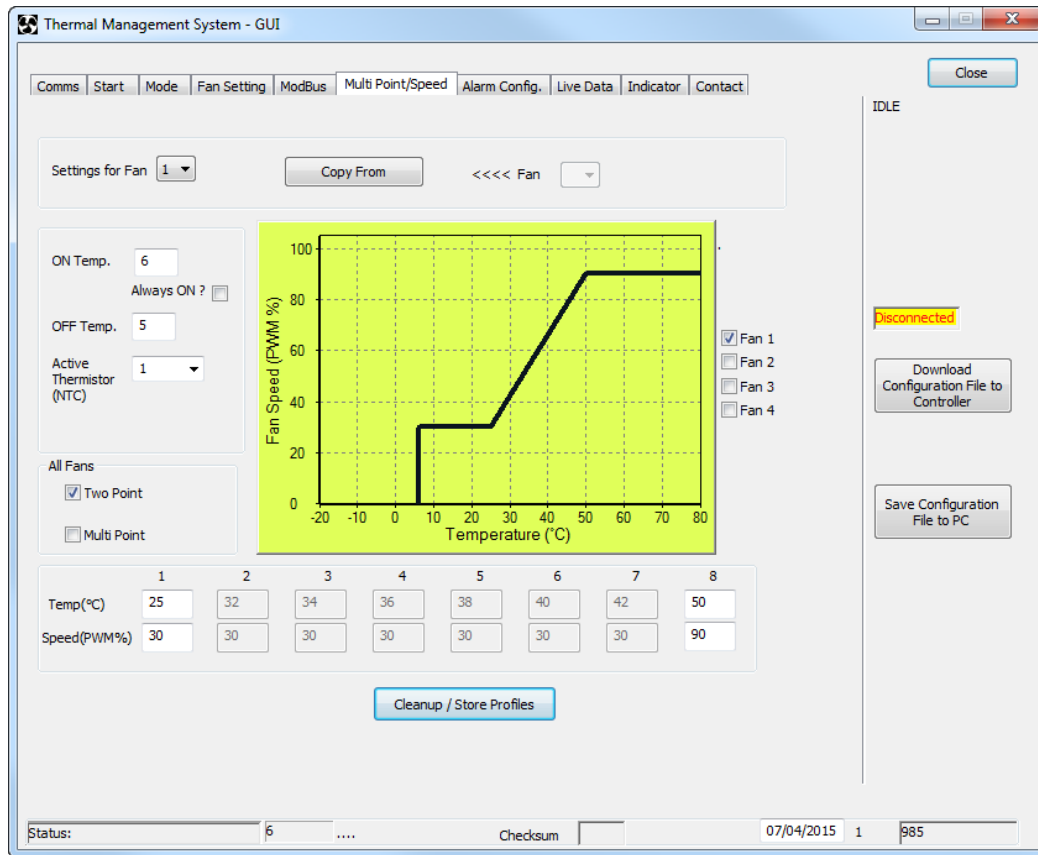 Thermal Management System - GUI
Close
Comms Start Mode Fan Setting ModBus Multi Point/Speed Alarm Config. Live Data Indicator Contact
IDLE
Settings for Fan 1 Copy From <<<< Fan
ON Temp. 6
Always ON ?
OFF Temp. 5
Active
Thermistor
(NTC)
1
All Fans
Two Point
Multi Point
Fan Speed (PWM %)
100
80
60
40
20
0
-20 -10 0 10 20 30 40 50 60 70 80
Temperature (°C)
Fan 1
Fan 2
Fan 3
Fan 4
Disconnected
Download
Configuration File to
Controller
Save Configuration
File to PC
1 2 3 4 5 6 7 8
Temp(ºC) 25 32 34 36 38 40 42 50
Speed(PWM%) 30 30 30 30 30 30 30 90
Cleanup / Store Profiles
Status: 6 .... Checksum 07/04/2015 1 985